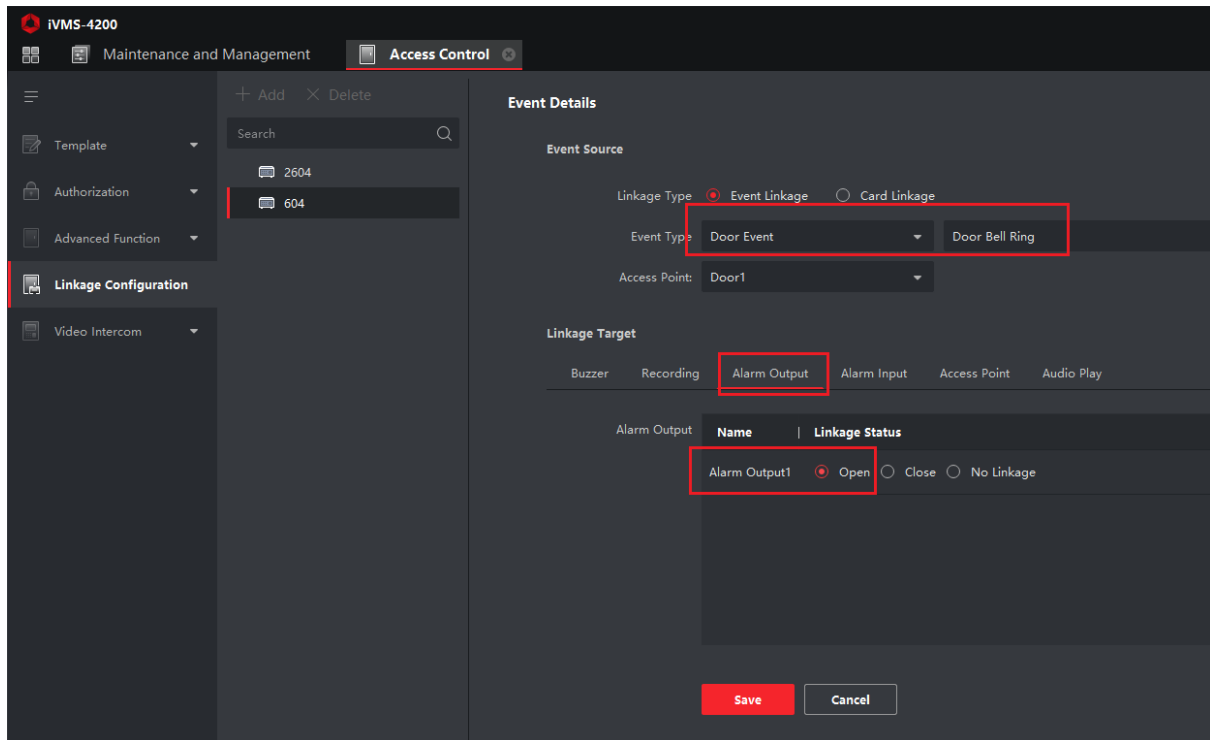 iVMS-4200
Maintenance and Management
Access Control
Add Delete
Search
2604
604
Template
Authorization
Advanced Function
Linkage Configuration
Video Intercom
Event Details
Event Source
Linkage Type Event Linkage Card Linkage
Event Type Door Event Door Bell Ring
Access Point: Door1
Linkage Target
Buzzer Recording Alarm Output Alarm Input Access Point Audio Play
Alarm Output Name | Linkage Status
Alarm Output1 Open Close No Linkage
Save Cancel